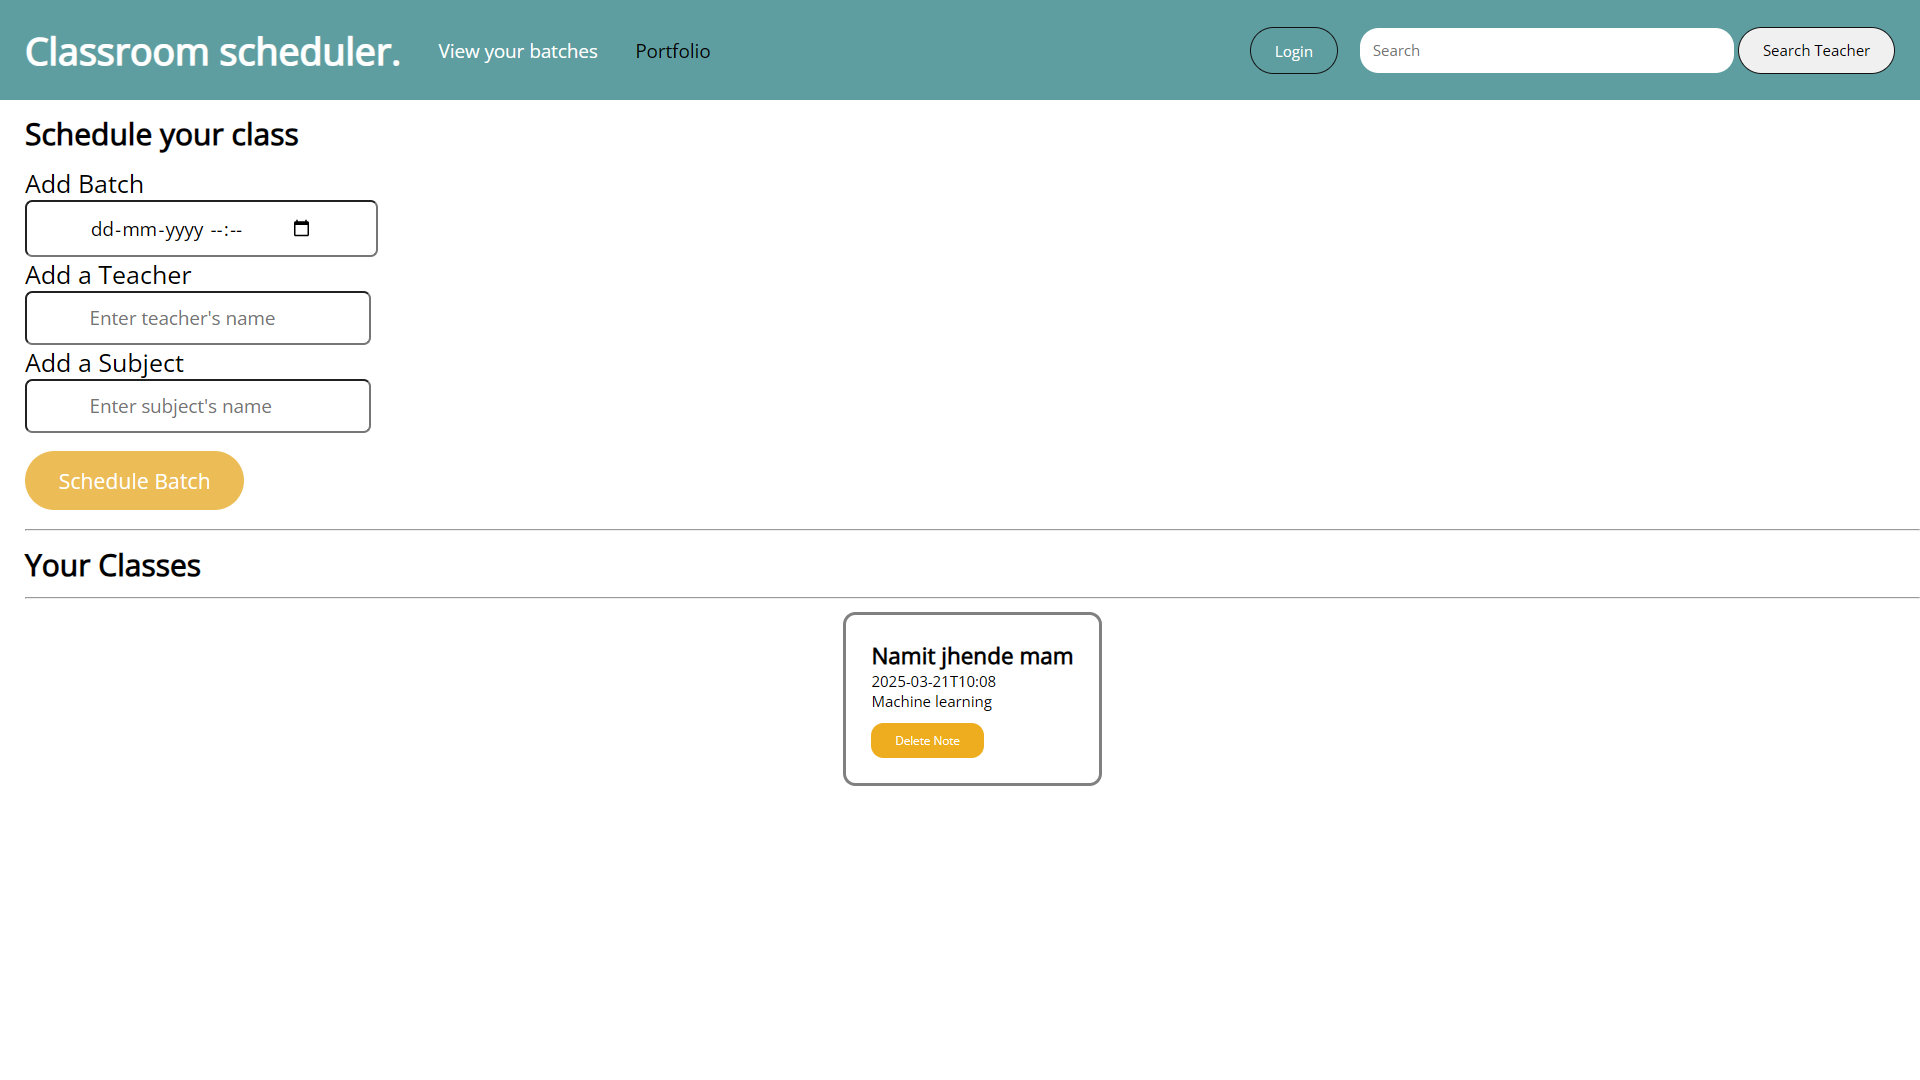 Classroom scheduler. View your batches Portfolio Login Search Search Teacher
Schedule your class
Add Batch
dd-mm-yyyy --:--
Add a Teacher
Enter teacher's name
Add a Subject
Enter subject's name
Schedule Batch
Your Classes
Namit jhende mam
2025-03-21T10:08
Machine learning
Delete Note